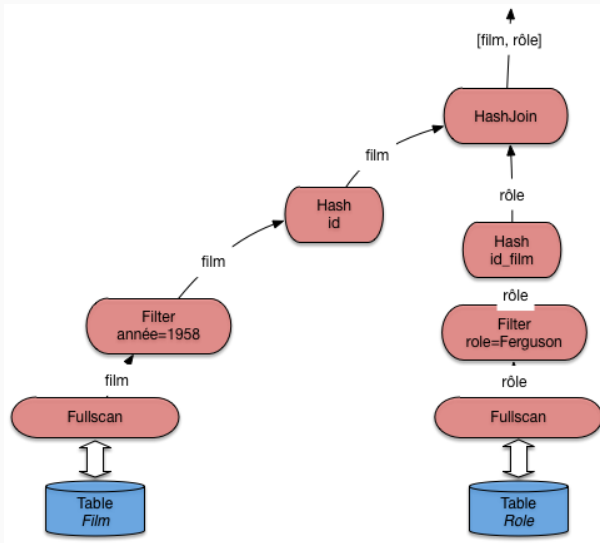 [film, rôle]
HashJoin
film
rôle
Hash
id
Hash
id_film
film
rôle
Filter
année=1958
Filter
role=Ferguson
film
rôle
Fullscan
Fullscan
Table
Film
Table
Role